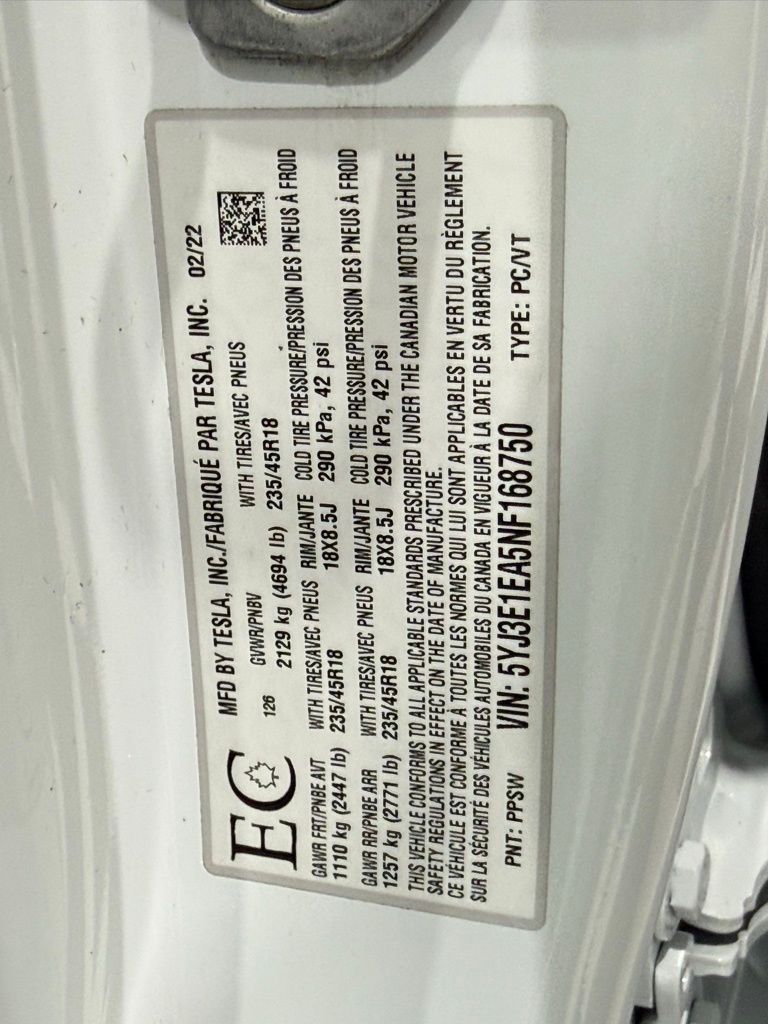 MFD BY TESLA, INC./FABRIQUÉ PAR TESLA, INC. 02/22
EC
126 GVWR/PNBV WITH TIRES/AVEC PNEUS
2129 kg (4694 lb) 235/45R18
GAWR FRT/PNBE AVT WITH TIRES/AVEC PNEUS RIM/JANTE COLD TIRE PRESSURE/PRESSION DES PNEUS À FROID
1110 kg (2447 lb) 235/45R18 18X8.5J 290 kPa, 42 psi
GAWR RR/PNBE ARR WITH TIRES/AVEC PNEUS RIM/JANTE COLD TIRE PRESSURE/PRESSION DES PNEUS À FROID
1257 kg (2771 lb) 235/45R18 18X8.5J 290 kPa, 42 psi
THIS VEHICLE CONFORMS TO ALL APPLICABLE STANDARDS PRESCRIBED UNDER THE CANADIAN MOTOR VEHICLE
SAFETY REGULATIONS IN EFFECT ON THE DATE OF MANUFACTURE.
CE VÉHICULE EST CONFORME À TOUTES LES NORMES QUI LUI SONT APPLICABLES EN VERTU DU RÈGLEMENT
SUR LA SÉCURITÉ DES VÉHICULES AUTOMOBILES DU CANADA EN VIGUEUR À LA DATE DE SA FABRICATION.
PNT: PPSW VIN: 5YJ3E1EA5NF168750 TYPE: PC/VT